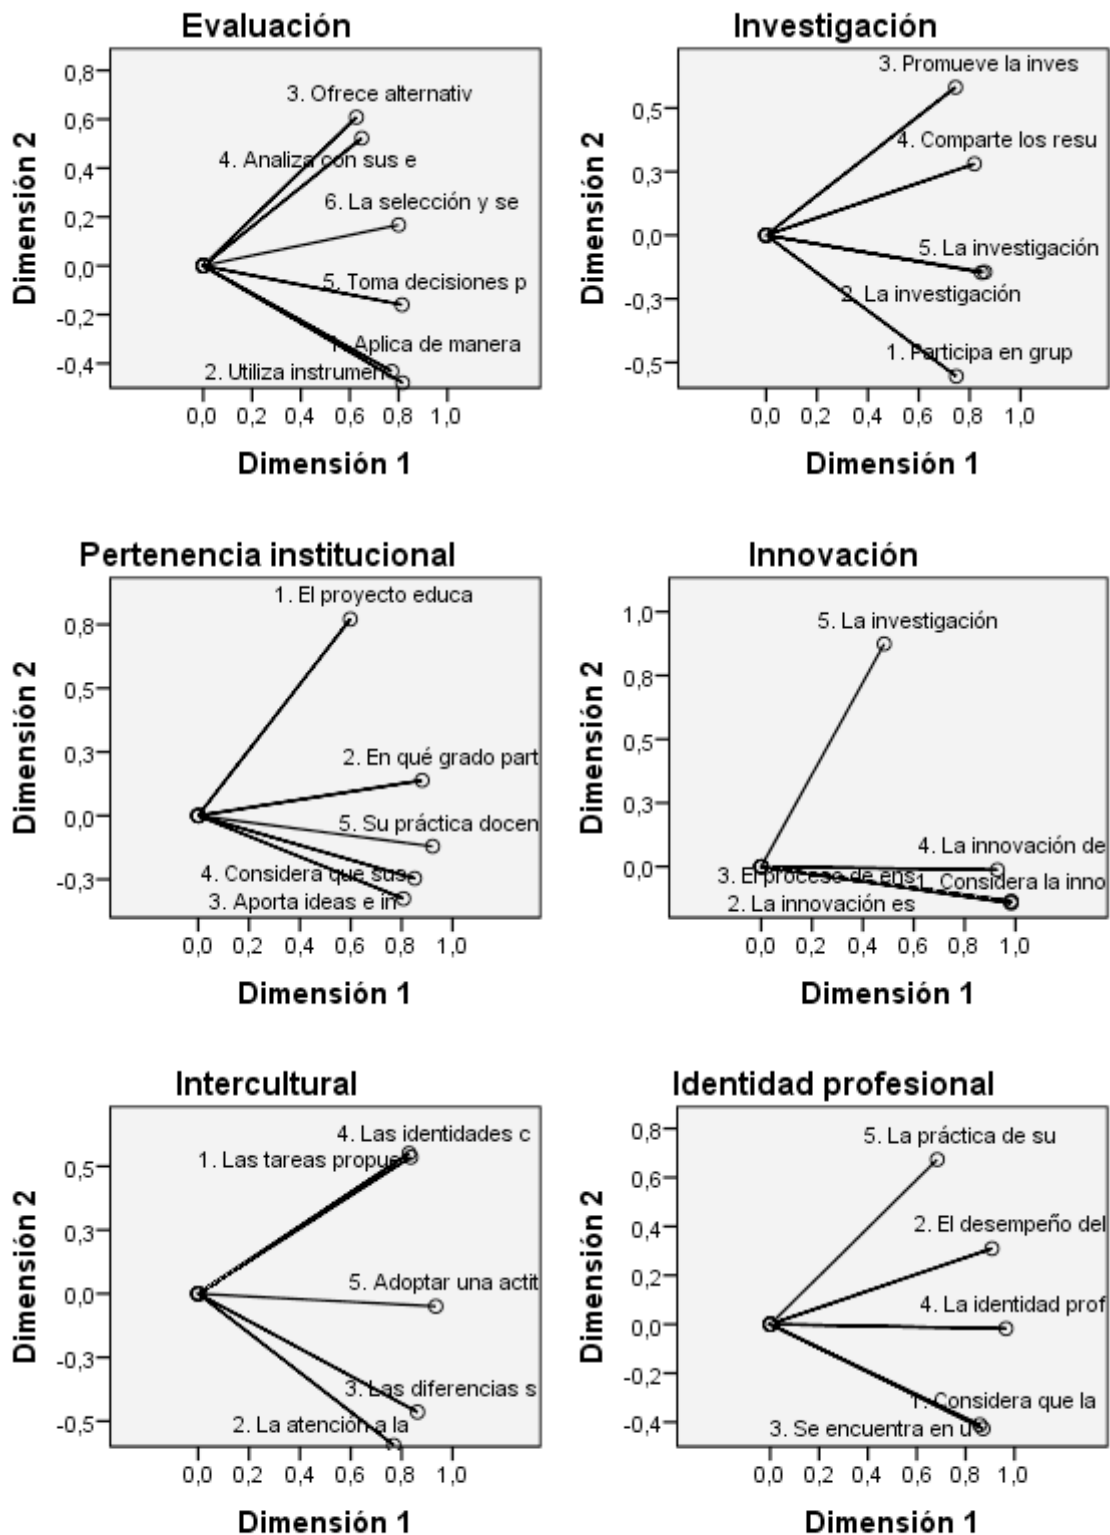 Evaluación
Dimensión 2
0,8
0,6
0,4
0,2
0,0
-0,2
-0,4
3. Ofrece alternativ
4. Analiza con sus e
6. La selección y se
5. Toma decisiones p
1. Aplica de manera
2. Utiliza instrumen
0,0 0,2 0,4 0,6 0,8 1,0
Dimensión 1
Investigación
Dimensión 2
0,5
0,3
0,0
-0,3
-0,5
3. Promueve la inves
4. Comparte los resu
5. La investigación
2. La investigación
1. Participa en grup
0,0 0,2 0,4 0,6 0,8 1,0
Dimensión 1
Pertenencia institucional
Dimensión 2
0,8
0,5
0,3
0,0
-0,3
1. El proyecto educa
2. En qué grado part
5. Su práctica docen
4. Considera que sus
3. Aporta ideas e in
0,0 0,2 0,4 0,6 0,8 1,0
Dimensión 1
Innovación
Dimensión 2
1,0
0,8
0,5
0,3
0,0
5. La investigación
4. La innovación de
3. El proceso de ens
1. Considera la inno
2. La innovación es
0,0 0,2 0,4 0,6 0,8 1,0
Dimensión 1
Intercultural
Dimensión 2
0,5
0,3
0,0
-0,3
-0,5
4. Las identidades c
1. Las tareas propue
5. Adoptar una actit
3. Las diferencias s
2. La atención a la
0,0 0,2 0,4 0,6 0,8 1,0
Dimensión 1
Identidad profesional
Dimensión 2
0,8
0,6
0,4
0,2
0,0
-0,2
-0,4
5. La práctica de su
2. El desempeño del
4. La identidad prof
1. Considera que la
3. Se encuentra en u
0,0 0,2 0,4 0,6 0,8 1,0
Dimensión 1